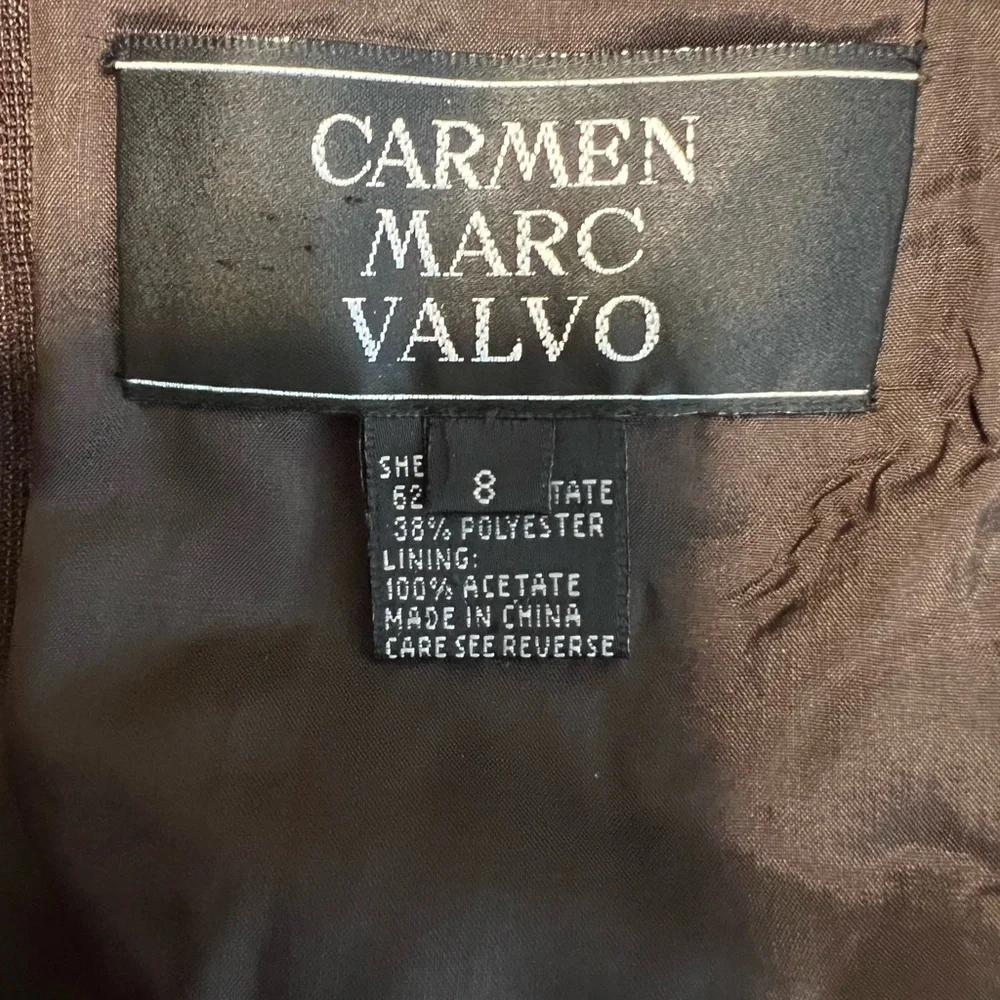 CARMEN
MARC
VALVO
8
SHE
62 TATE
38% POLYESTER
LINING:
100% ACETATE
MADE IN CHINA
CARE SEE REVERSE